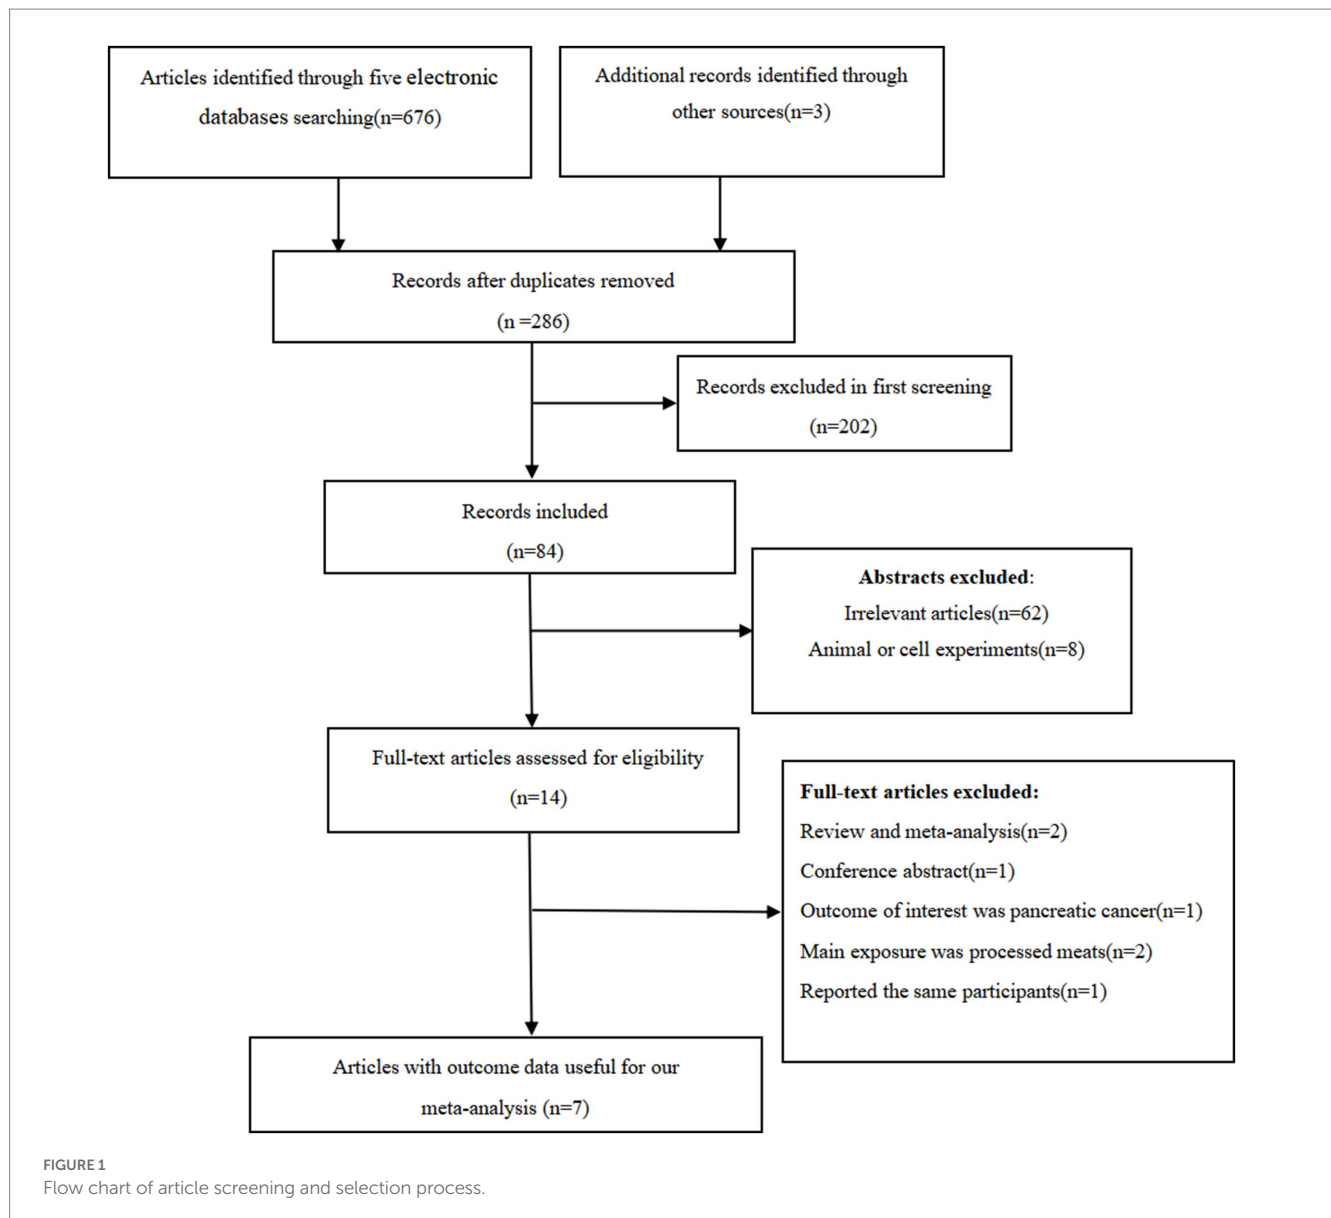 Articles identified through five electronic
databases searching(n=676)
Additional records identified through
other sources(n=3)
Records after duplicates removed
(n =286)
Records excluded in first screening
(n=202)
Records included
(n=84)
Abstracts excluded:
Irrelevant articles(n=62)
Animal or cell experiments(n=8)
Full-text articles assessed for eligibility
(n=14)
Full-text articles excluded:
Review and meta-analysis(n=2)
Conference abstract(n=1)
Outcome of interest was pancreatic cancer(n=1)
Main exposure was processed meats(n=2)
Reported the same participants(n=1)
Articles with outcome data useful for our
meta-analysis (n=7)
FIGURE 1
Flow chart of article screening and selection process.